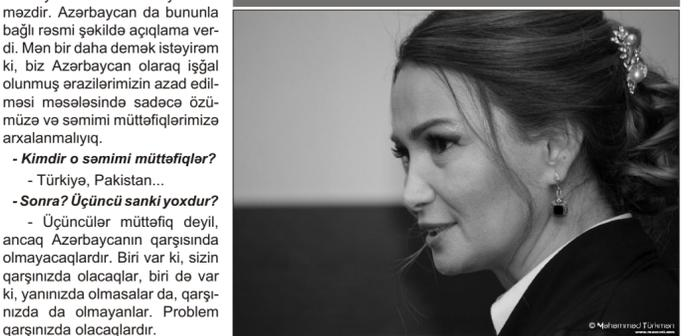 məzdir. Azərbaycan da bununla
bağlı rəsmi şəkildə açıqlama ver-
di. Mən bir daha demək istəyirəm
ki, biz Azərbaycan olaraq işğal
olunmuş ərazilərimizin azad edil-
məsi məsələsində sadəcə özü-
müzə və səmimi müttəfiqlərimizə
arxalanmalıyıq.
- Kimdir o səmimi müttəfiqlər?
- Türkiyə, Pakistan...
- Sonra? Üçüncü sanki yoxdur?
- Üçüncülər müttəfiq deyil,
ancaq Azərbaycanın qarşısında
olmayacaqlardır. Biri var ki, sizin
qarşınızda olacaqlar, biri də var
ki, yanınızda olmasalar da, qarşı-
nızda da olmayanlar. Problem
qarşınızda olacaqlardır.
© Məhəmməd Türkmən